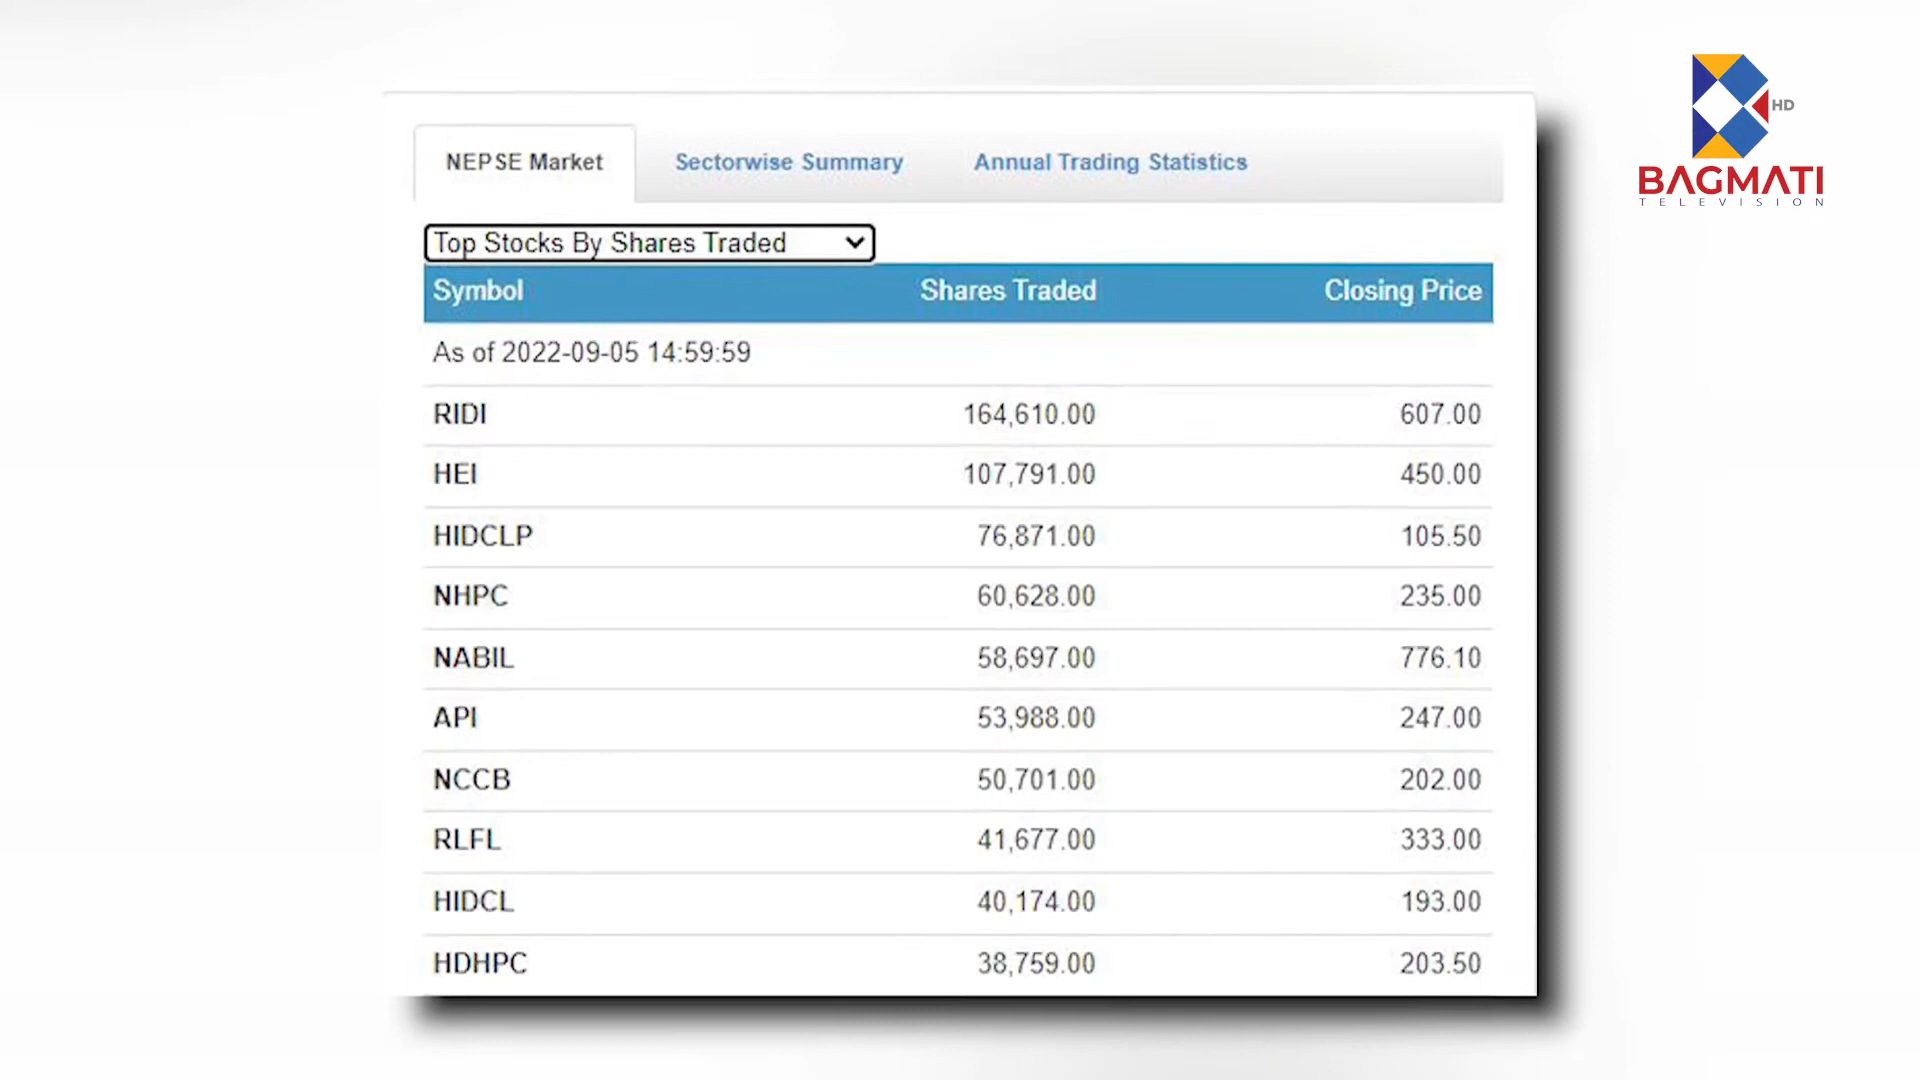 HD
BAGMATI
TELEVISION
NEPSE Market Sectorwise Summary Annual Trading Statistics
Top Stocks By Shares Traded
Symbol Shares Traded Closing Price
As of 2022-09-05 14:59:59
RIDI 164,610.00 607.00
HEI 107,791.00 450.00
HIDCLP 76,871.00 105.50
NHPC 60,628.00 235.00
NABIL 58,697.00 776.10
API 53,988.00 247.00
NCCB 50,701.00 202.00
RLFL 41,677.00 333.00
HIDCL 40,174.00 193.00
HDHPC 38,759.00 203.50